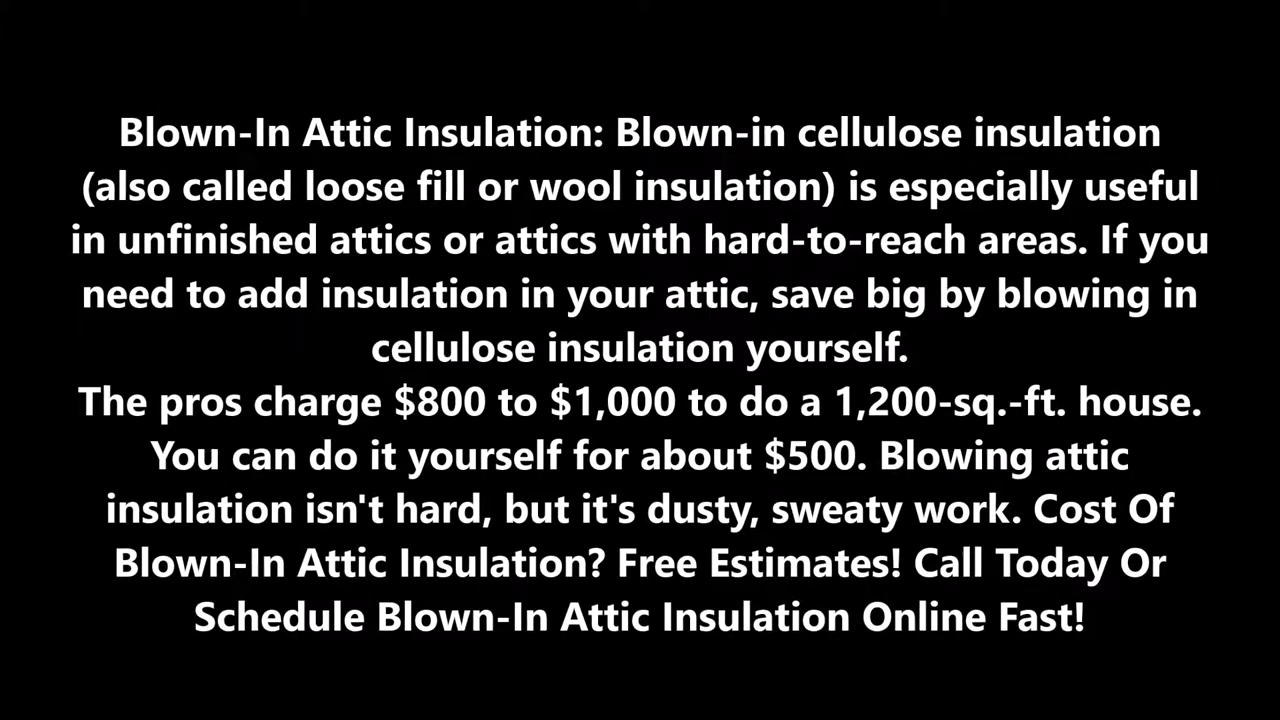 Blown-In Attic Insulation: Blown-in cellulose insulation
(also called loose fill or wool insulation) is especially useful
in unfinished attics or attics with hard-to-reach areas. If you
need to add insulation in your attic, save big by blowing in
cellulose insulation yourself.
The pros charge $800 to $1,000 to do a 1,200-sq.-ft. house.
You can do it yourself for about $500. Blowing attic
insulation isn't hard, but it's dusty, sweaty work. Cost Of
Blown-In Attic Insulation? Free Estimates! Call Today Or
Schedule Blown-In Attic Insulation Online Fast!